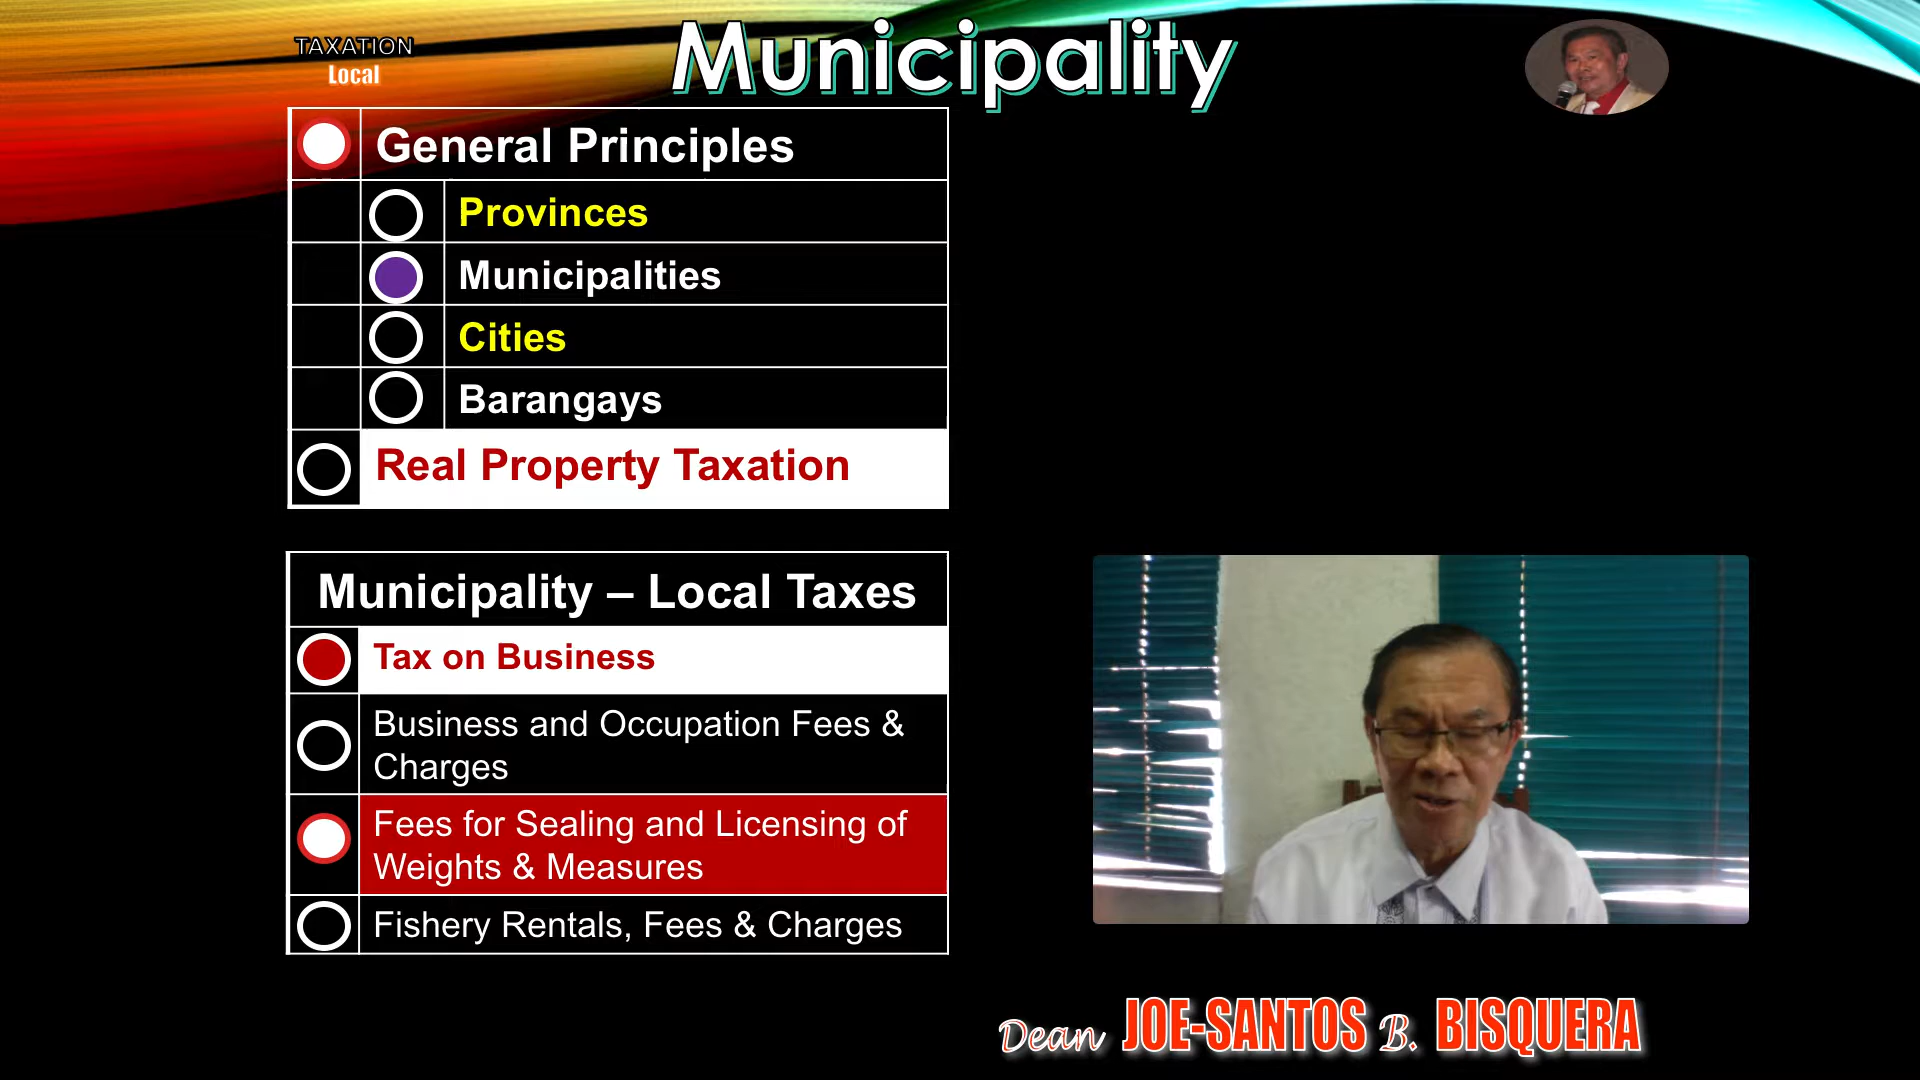 TAXATION
Local
Municipality
General Principles
Provinces
Municipalities
Cities
Barangays
Real Property Taxation
Municipality – Local Taxes
Tax on Business
Business and Occupation Fees &
Charges
Fees for Sealing and Licensing of
Weights & Measures
Fishery Rentals, Fees & Charges
Dean JOE-SANTOS B. BISQUERA